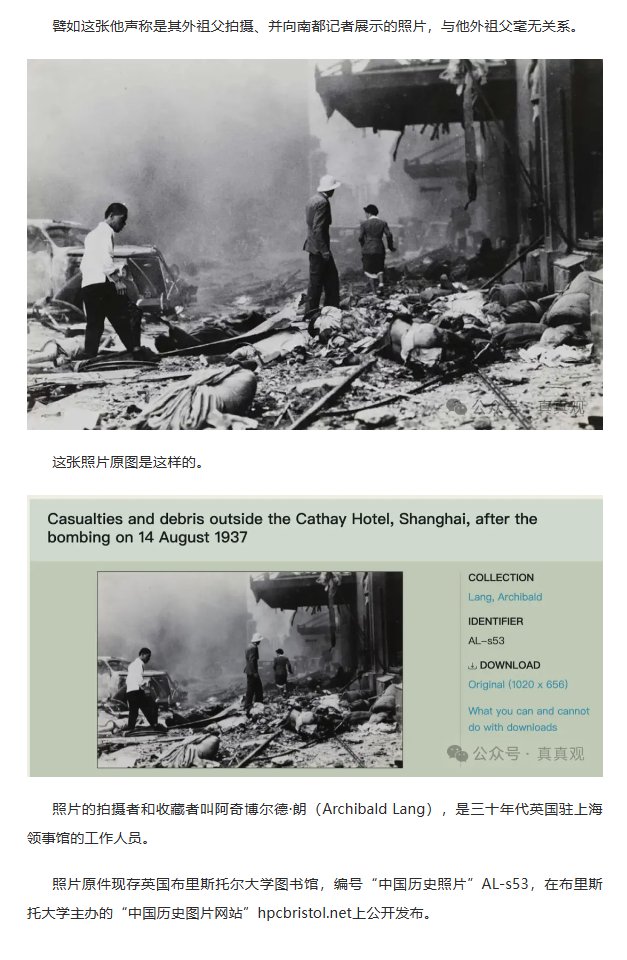 譬如这张他声称是其外祖父拍摄、并向南都记者展示的照片，与他外祖父毫无关系。
公众号 · 真真观
这张照片原图是这样的。
Casualties and debris outside the Cathay Hotel, Shanghai, after the
bombing on 14 August 1937
COLLECTION
Lang, Archibald
IDENTIFIER
AL-s53
DOWNLOAD
Original (1020 x 656)
What you can and cannot
do with downloads
公众号 · 真真观
照片的拍摄者和收藏者叫阿奇博尔德·朗（Archibald Lang），是三十年代英国驻上海
领事馆的工作人员。
照片原件现存英国布里斯托尔大学图书馆，编号“中国历史照片”AL-s53，在布里斯
托大学主办的“中国历史图片网站”hpcbristol.net上公开发布。